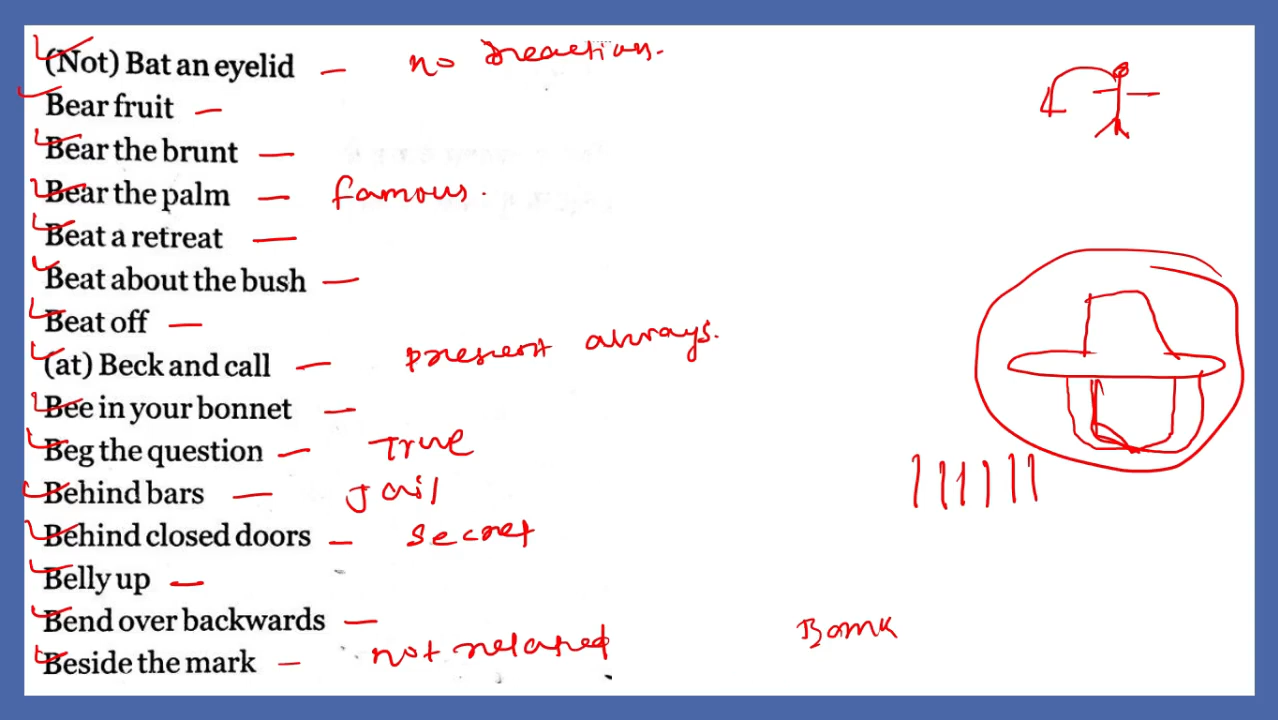 (Not) Bat an eyelid — no reaction.
Bear fruit —
Bear the brunt —
Bear the palm — famous.
Beat a retreat —
Beat about the bush —
Beat off —
(at) Beck and call — present always.
Bee in your bonnet —
Beg the question — True
Behind bars — Jail
Behind closed doors — secret
Belly up —
Bend over backwards —
Beside the mark — not related